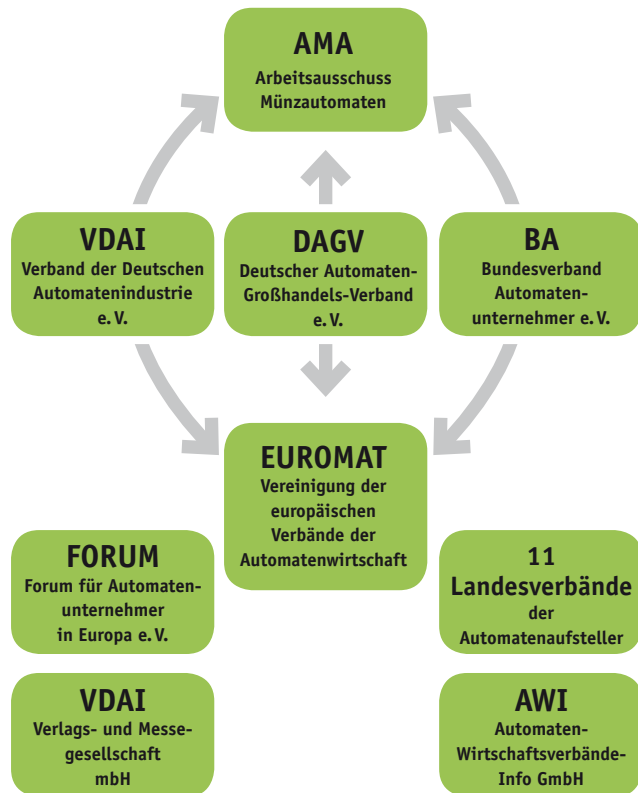 AMA
Arbeitsausschuss
Münzautomaten
VDAI
Verband der Deutschen
Automatenindustrie
e. V.
DAGV
Deutscher Automaten-
Großhandels-Verband
e. V.
BA
Bundesverband
Automaten-
unternehmer e. V.
EUROMAT
Vereinigung der
europäischen
Verbände der
Automatenwirtschaft
FORUM
Forum für Automaten-
unternehmer
in Europa e. V.
11
Landesverbände
der
Automatenaufsteller
VDAI
Verlags- und Messe-
gesellschaft
mbH
AWI
Automaten-
Wirtschaftsverbände-
Info GmbH